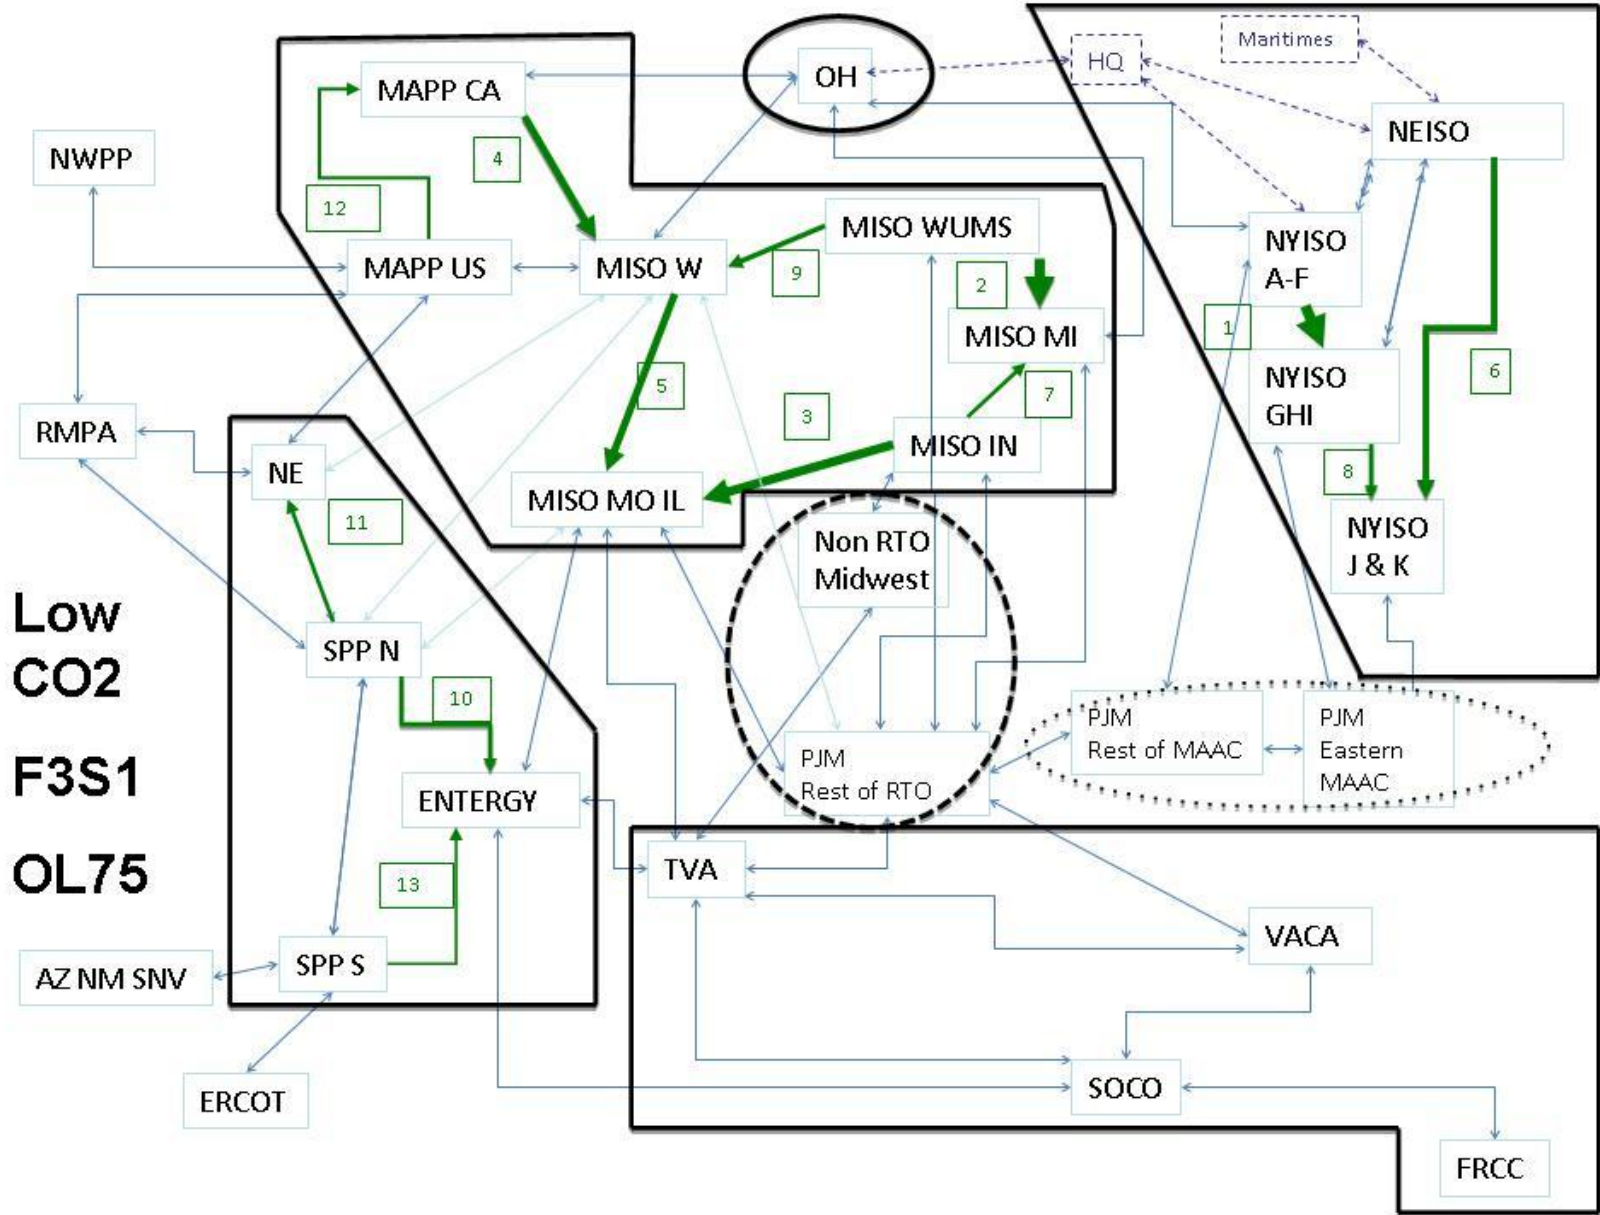 Maritimes
HQ
OH
MAPP CA
NEISO
NWPP
4
12
MISO WUMS
NYISO
A-F
MAPP US
MISO W
9
2
1
MISO MI
NYISO
GHI
5
7
6
3
RMPA
MISO IN
NE
8
MISO MO IL
11
NYISO
J & K
Non RTO
Midwest
Low
CO2
F3S1
OL75
SPP N
10
PJM
Rest of MAAC
PJM
Eastern
MAAC
PJM
Rest of RTO
ENTERGY
TVA
13
VACA
SPP S
AZ NM SNV
SOCO
ERCOT
FRCC